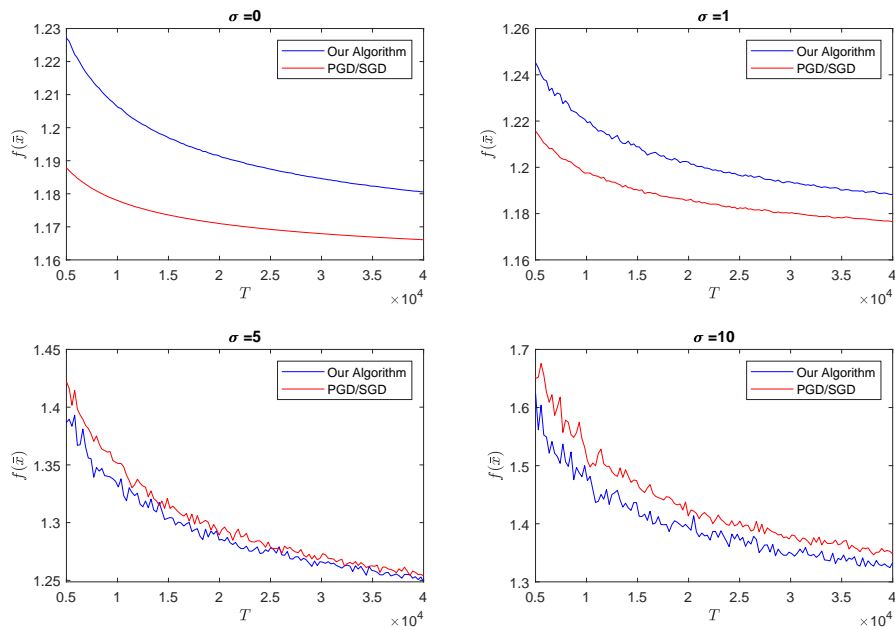 σ =0
1.23
1.22
1.21
1.2
1.19
1.18
1.17
1.16
f(x̄)
Our Algorithm
PGD/SGD
0.5 1 1.5 2 2.5 3 3.5 4
T
×10⁴
σ =1
1.26
1.24
1.22
1.2
1.18
1.16
f(x̄)
Our Algorithm
PGD/SGD
0.5 1 1.5 2 2.5 3 3.5 4
T
×10⁴
σ =5
1.45
1.4
1.35
1.3
1.25
f(x̄)
Our Algorithm
PGD/SGD
0.5 1 1.5 2 2.5 3 3.5 4
T
×10⁴
σ =10
1.7
1.6
1.5
1.4
1.3
f(x̄)
Our Algorithm
PGD/SGD
0.5 1 1.5 2 2.5 3 3.5 4
T
×10⁴